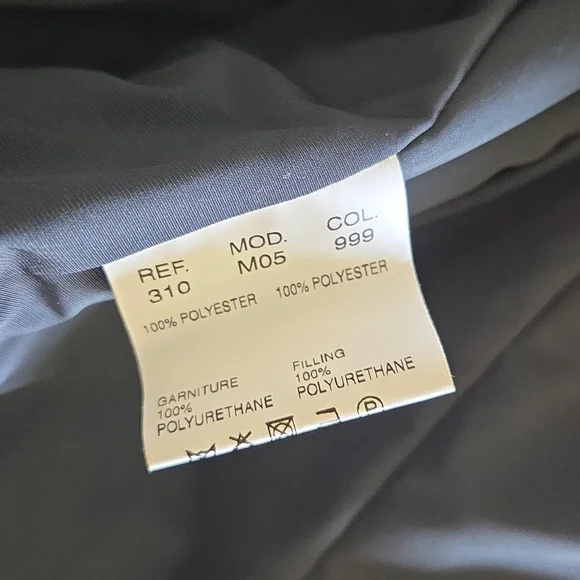 REF. MOD. COL.
310 M05 999
100% POLYESTER 100% POLYESTER
GARNITURE FILLING
100% 100%
POLYURETHANE POLYURETHANE
P